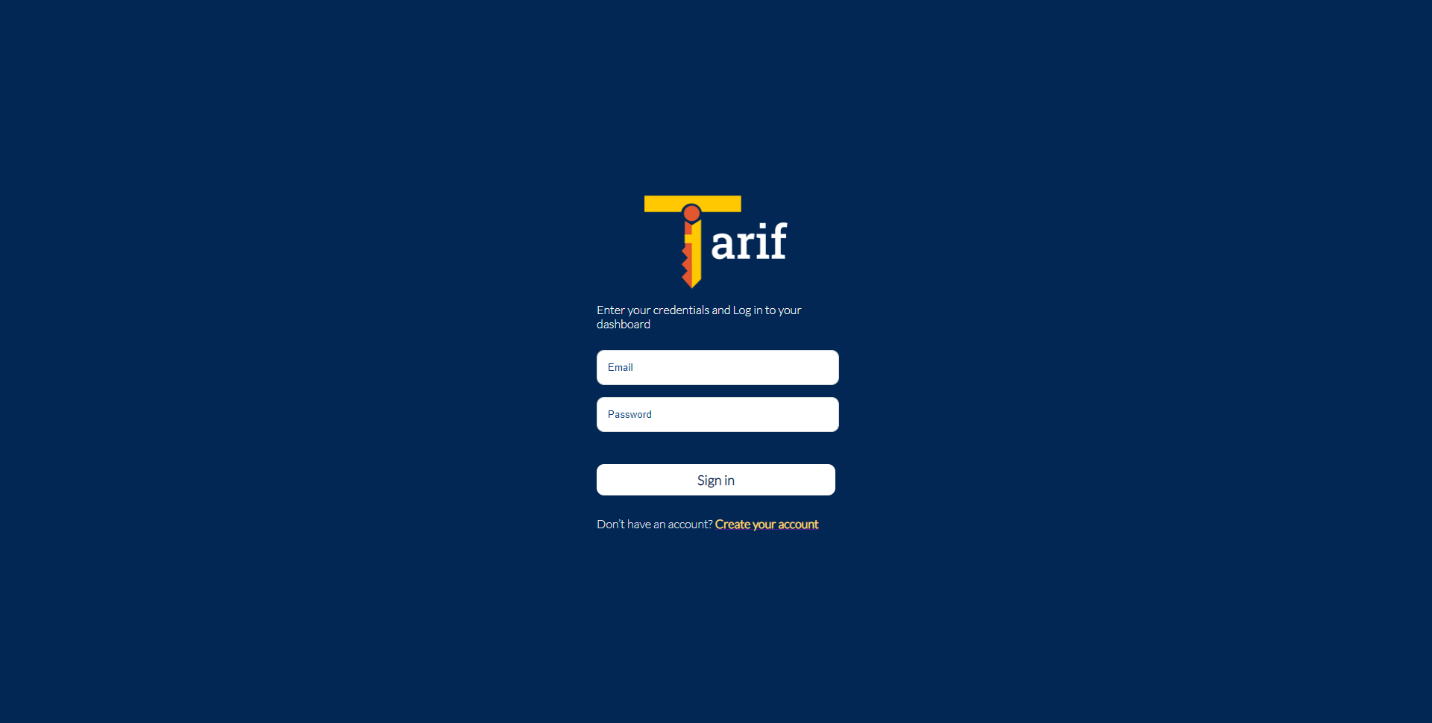 Tarif
Enter your credentials and Log in to your
dashboard
Email
Password
Sign in
Don't have an account? Create your account